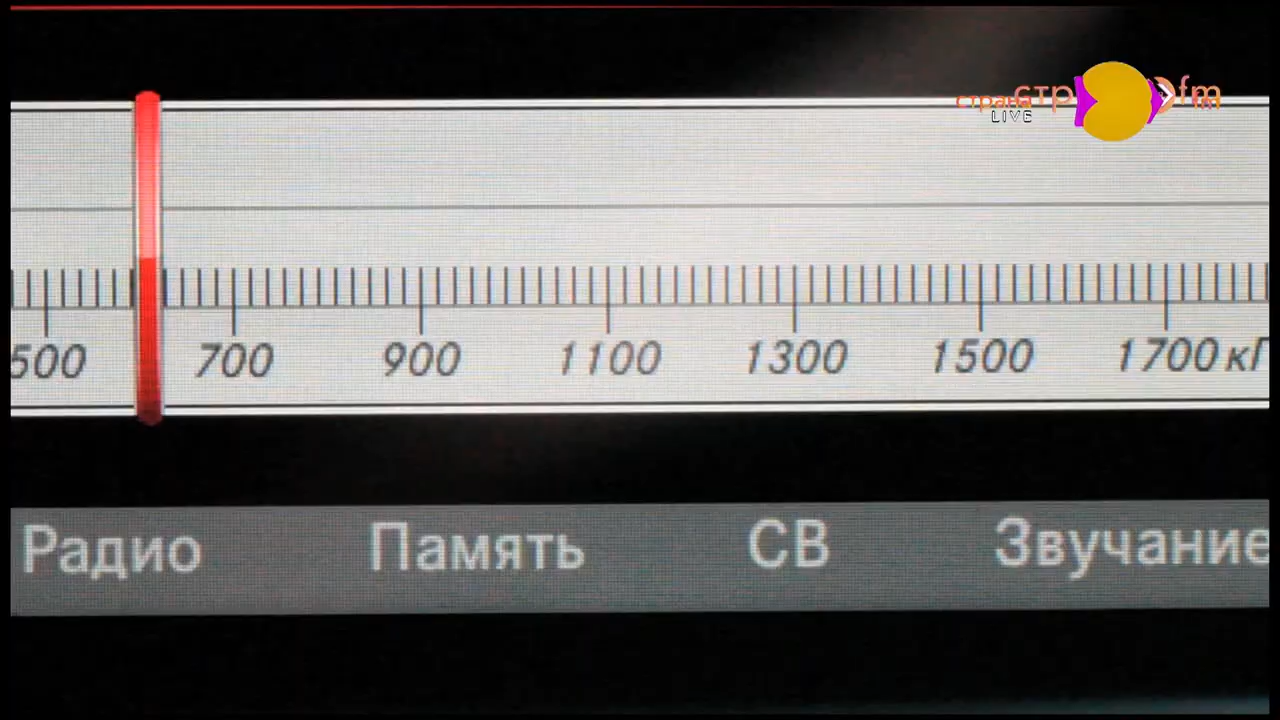 страна fm
LIVE
500 700 900 1100 1300 1500 1700 кГ
Радио Память СВ Звучание